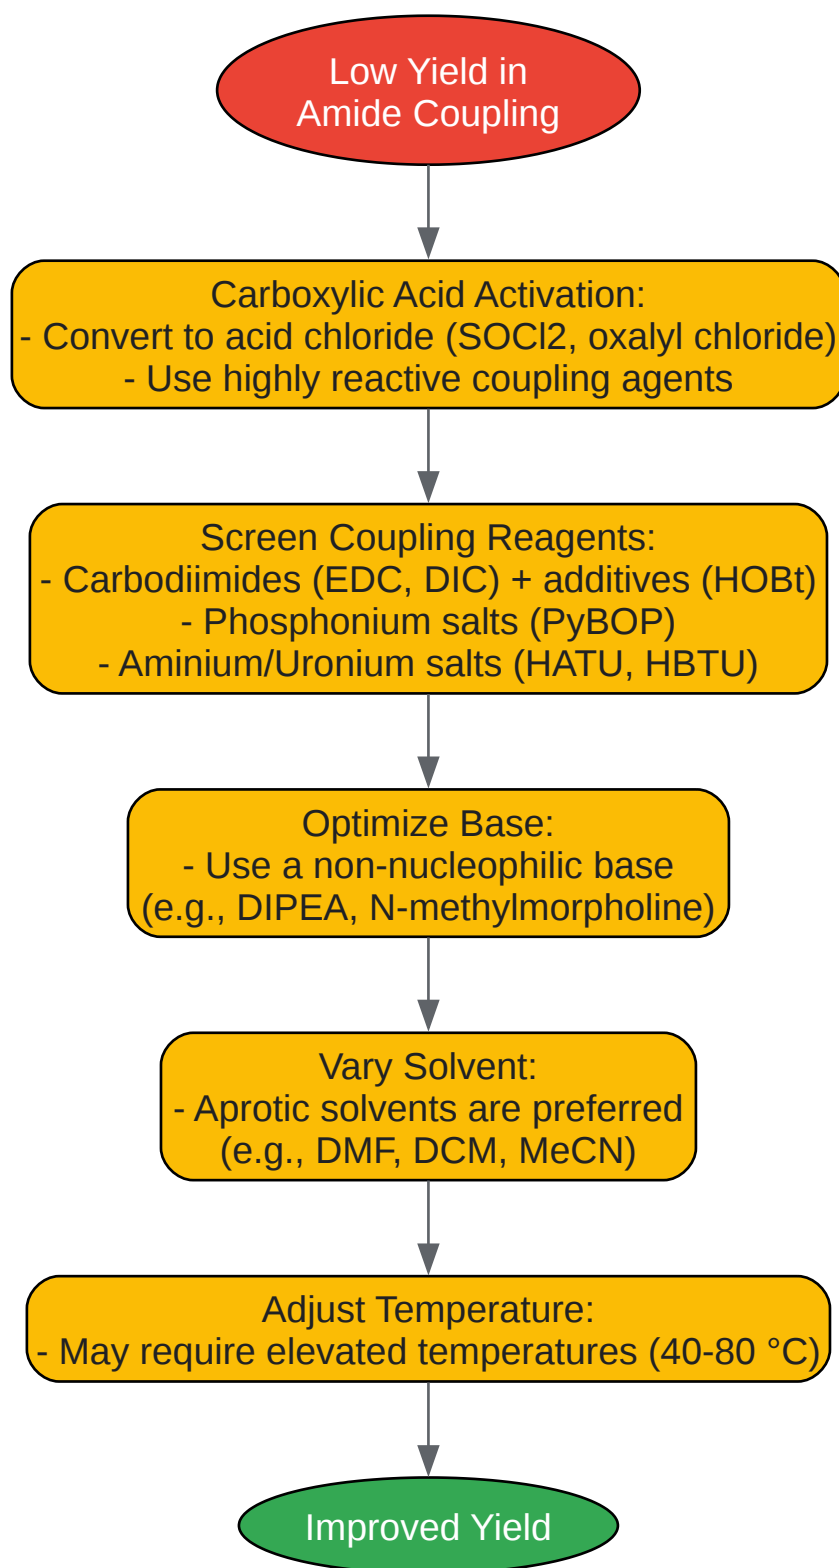 Low Yield in
Amide Coupling
Carboxylic Acid Activation:
- Convert to acid chloride (SOCl2, oxalyl chloride)
- Use highly reactive coupling agents
Screen Coupling Reagents:
- Carbodiimides (EDC, DIC) + additives (HOBt)
- Phosphonium salts (PyBOP)
- Aminium/Uronium salts (HATU, HBTU)
Optimize Base:
- Use a non-nucleophilic base
(e.g., DIPEA, N-methylmorpholine)
Vary Solvent:
- Aprotic solvents are preferred
(e.g., DMF, DCM, MeCN)
Adjust Temperature:
- May require elevated temperatures (40-80 °C)
Improved Yield